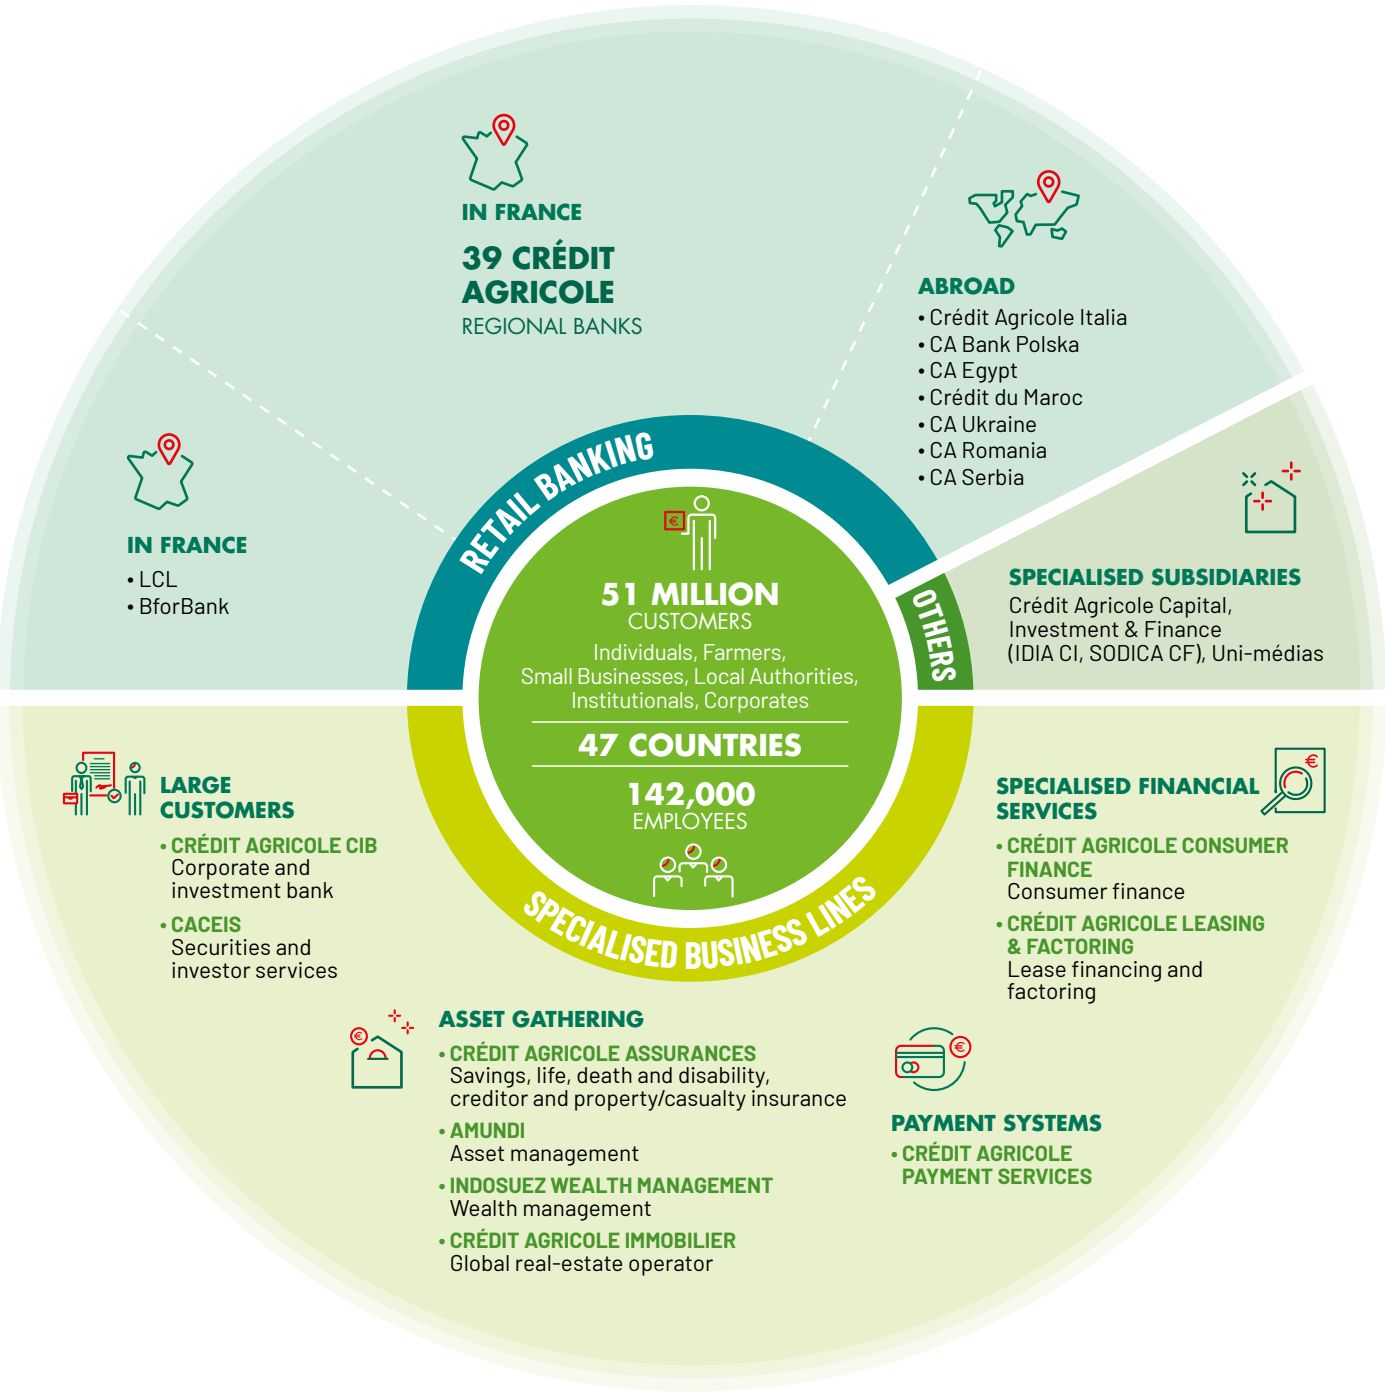 IN FRANCE
39 CRÉDIT
AGRICOLE
REGIONAL BANKS
ABROAD
• Crédit Agricole Italia
• CA Bank Polska
• CA Egypt
• Crédit du Maroc
• CA Ukraine
• CA Romania
• CA Serbia
IN FRANCE
• LCL
• BforBank
RETAIL BANKING
OTHERS
SPECIALISED SUBSIDIARIES
Crédit Agricole Capital,
Investment & Finance
(IDIA CI, SODICA CF), Uni-médias
€
51 MILLION
CUSTOMERS
Individuals, Farmers,
Small Businesses, Local Authorities,
Institutionals, Corporates
47 COUNTRIES
142,000
EMPLOYEES
SPECIALISED BUSINESS LINES
LARGE
CUSTOMERS
• CRÉDIT AGRICOLE CIB
Corporate and
investment bank
• CACEIS
Securities and
investor services
€
ASSET GATHERING
• CRÉDIT AGRICOLE ASSURANCES
Savings, life, death and disability,
creditor and property/casualty insurance
• AMUNDI
Asset management
• INDOSUEZ WEALTH MANAGEMENT
Wealth management
• CRÉDIT AGRICOLE IMMOBILIER
Global real-estate operator
€
SPECIALISED FINANCIAL
SERVICES
• CRÉDIT AGRICOLE CONSUMER
FINANCE
Consumer finance
• CRÉDIT AGRICOLE LEASING
& FACTORING
Lease financing and
factoring
€
PAYMENT SYSTEMS
• CRÉDIT AGRICOLE
PAYMENT SERVICES